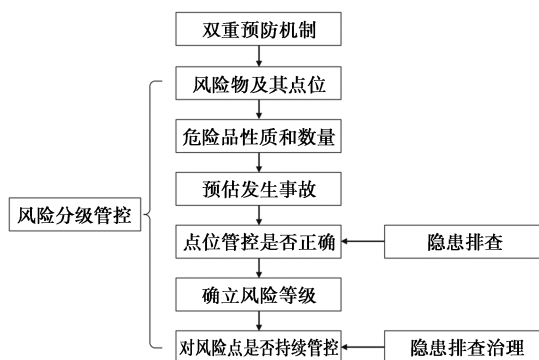 双重预防机制
风险物及其点位
危险品性质和数量
预估发生事故
风险分级管控
点位管控是否正确
隐患排查
确立风险等级
对风险点是否持续管控
隐患排查治理